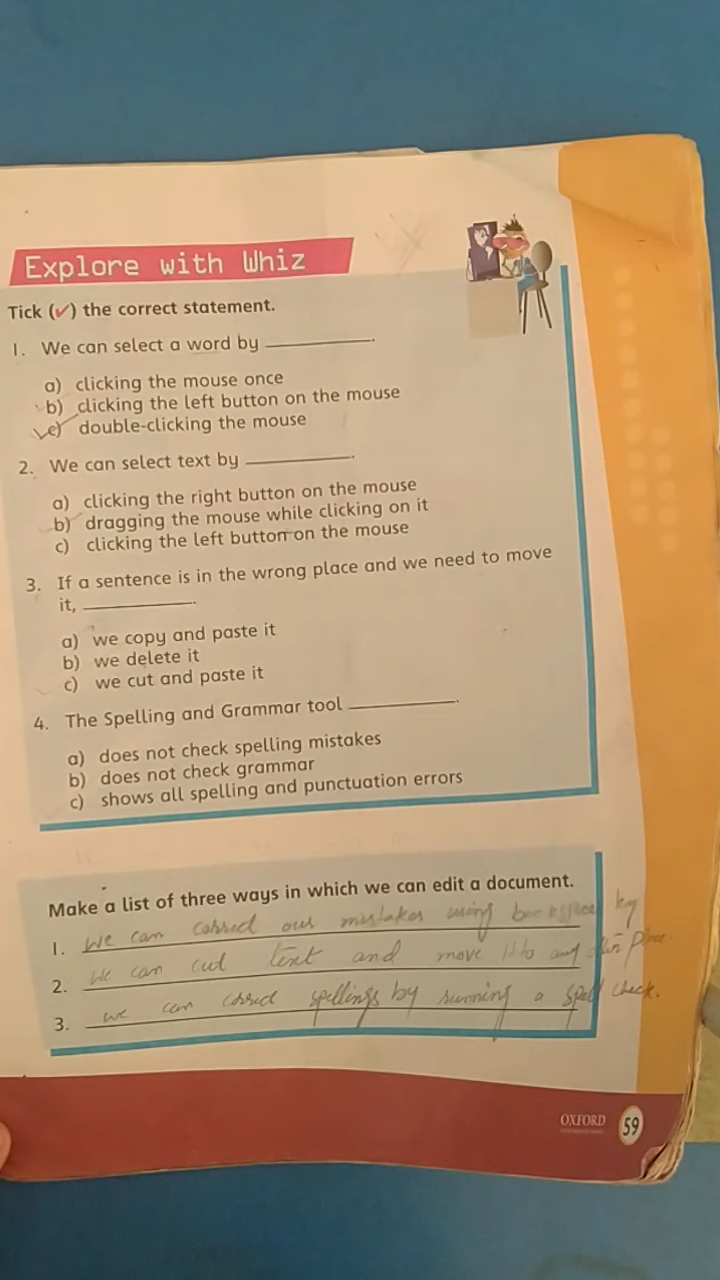 Explore with Whiz
Tick (✔) the correct statement.
1. We can select a word by ________.
a) clicking the mouse once
b) clicking the left button on the mouse
c) double-clicking the mouse
2. We can select text by ________.
a) clicking the right button on the mouse
b) dragging the mouse while clicking on it
c) clicking the left button on the mouse
3. If a sentence is in the wrong place and we need to move
it, ________.
a) we copy and paste it
b) we delete it
c) we cut and paste it
4. The Spelling and Grammar tool ________.
a) does not check spelling mistakes
b) does not check grammar
c) shows all spelling and punctuation errors
Make a list of three ways in which we can edit a document.
1. We can correct our mistakes using backspace key
2. We can cut text and move it to any place.
3. we can correct spellings by running a spell check.
OXFORD
59